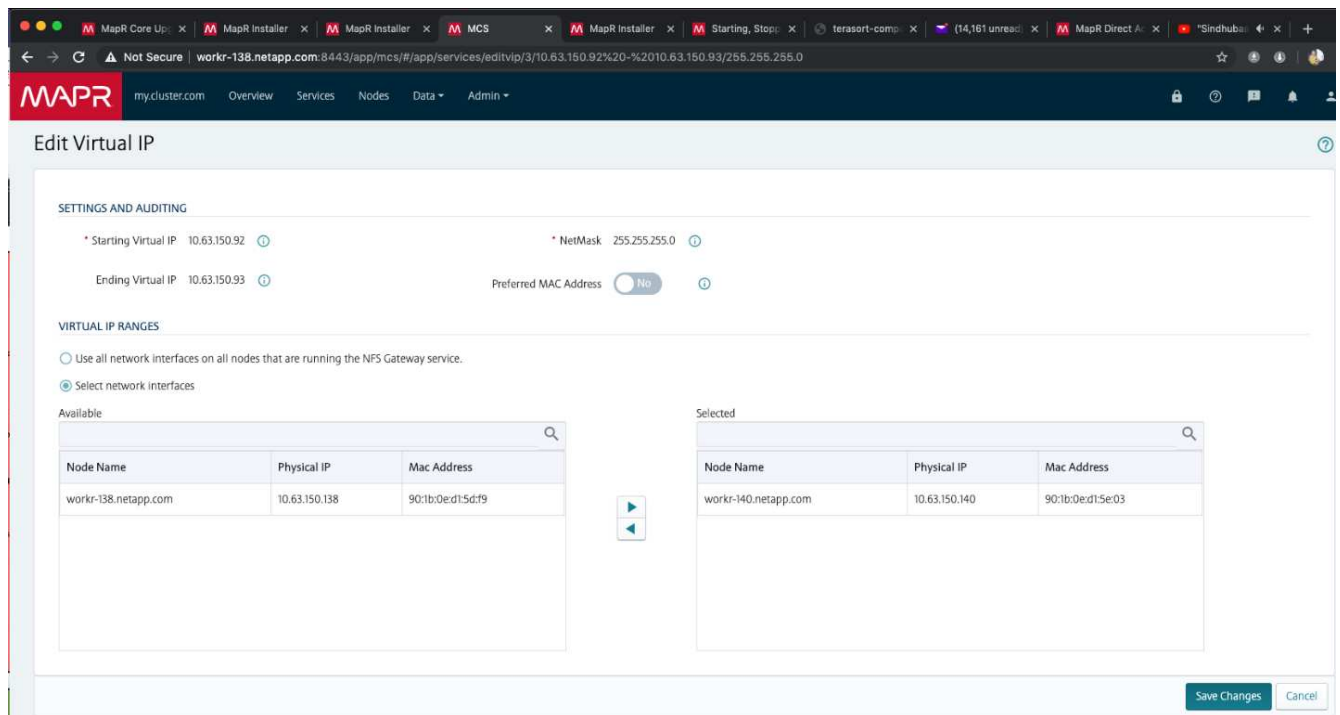 MapR Core Up
MapR Installer
MapR Installer
MCS
MapR Installer
Starting, Stopp
terasort-comp
(14,161 unread)
MapR Direct Ac
"Sindhuba
Not Secure | workr-138.netapp.com:8443/app/mcs/#/app/services/editvip/3/10.63.150.92%20-%2010.63.150.93/255.255.255.0
MAPR my.cluster.com Overview Services Nodes Data Admin
Edit Virtual IP
SETTINGS AND AUDITING
* Starting Virtual IP 10.63.150.92 * NetMask 255.255.255.0
Ending Virtual IP 10.63.150.93 Preferred MAC Address No
VIRTUAL IP RANGES
Use all network interfaces on all nodes that are running the NFS Gateway service.
Select network interfaces
Available Selected
Node Name Physical IP Mac Address Node Name Physical IP Mac Address
workr-138.netapp.com 10.63.150.138 90:1b:0e:d1:5d:f9 workr-140.netapp.com 10.63.150.140 90:1b:0e:d1:5e:03
Save Changes Cancel